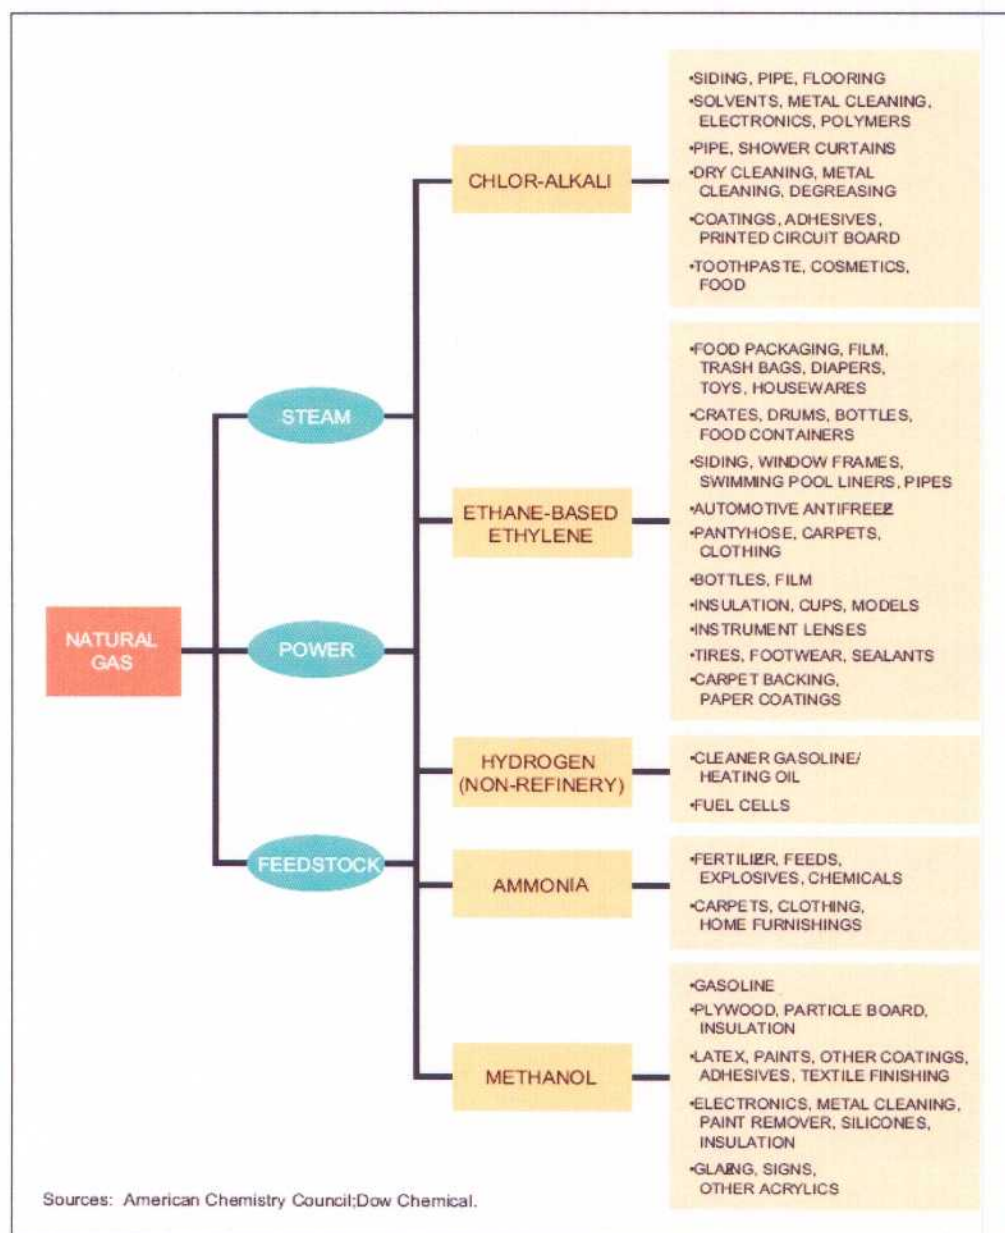 NATURAL
GAS
STEAM
POWER
FEEDSTOCK
CHLOR-ALKALI
•SIDING, PIPE, FLOORING
•SOLVENTS, METAL CLEANING,
ELECTRONICS, POLYMERS
•PIPE, SHOWER CURTAINS
•DRY CLEANING, METAL
CLEANING, DEGREASING
•COATINGS, ADHESIVES,
PRINTED CIRCUIT BOARD
•TOOTHPASTE, COSMETICS,
FOOD
ETHANE-BASED
ETHYLENE
•FOOD PACKAGING, FILM,
TRASH BAGS, DIAPERS,
TOYS, HOUSEWARES
•CRATES, DRUMS, BOTTLES,
FOOD CONTAINERS
•SIDING, WINDOW FRAMES,
SWIMMING POOL LINERS, PIPES
•AUTOMOTIVE ANTIFREEZE
•PANTYHOSE, CARPETS,
CLOTHING
•BOTTLES, FILM
•INSULATION, CUPS, MODELS
•INSTRUMENT LENSES
•TIRES, FOOTWEAR, SEALANTS
•CARPET BACKING,
PAPER COATINGS
HYDROGEN
(NON-REFINERY)
•CLEANER GASOLINE/
HEATING OIL
•FUEL CELLS
AMMONIA
•FERTILIZER, FEEDS,
EXPLOSIVES, CHEMICALS
•CARPETS, CLOTHING,
HOME FURNISHINGS
METHANOL
•GASOLINE
•PLYWOOD, PARTICLE BOARD,
INSULATION
•LATEX, PAINTS, OTHER COATINGS,
ADHESIVES, TEXTILE FINISHING
•ELECTRONICS, METAL CLEANING,
PAINT REMOVER, SILICONES,
INSULATION
•GLAZING, SIGNS,
OTHER ACRYLICS
Sources: American Chemistry Council;Dow Chemical.